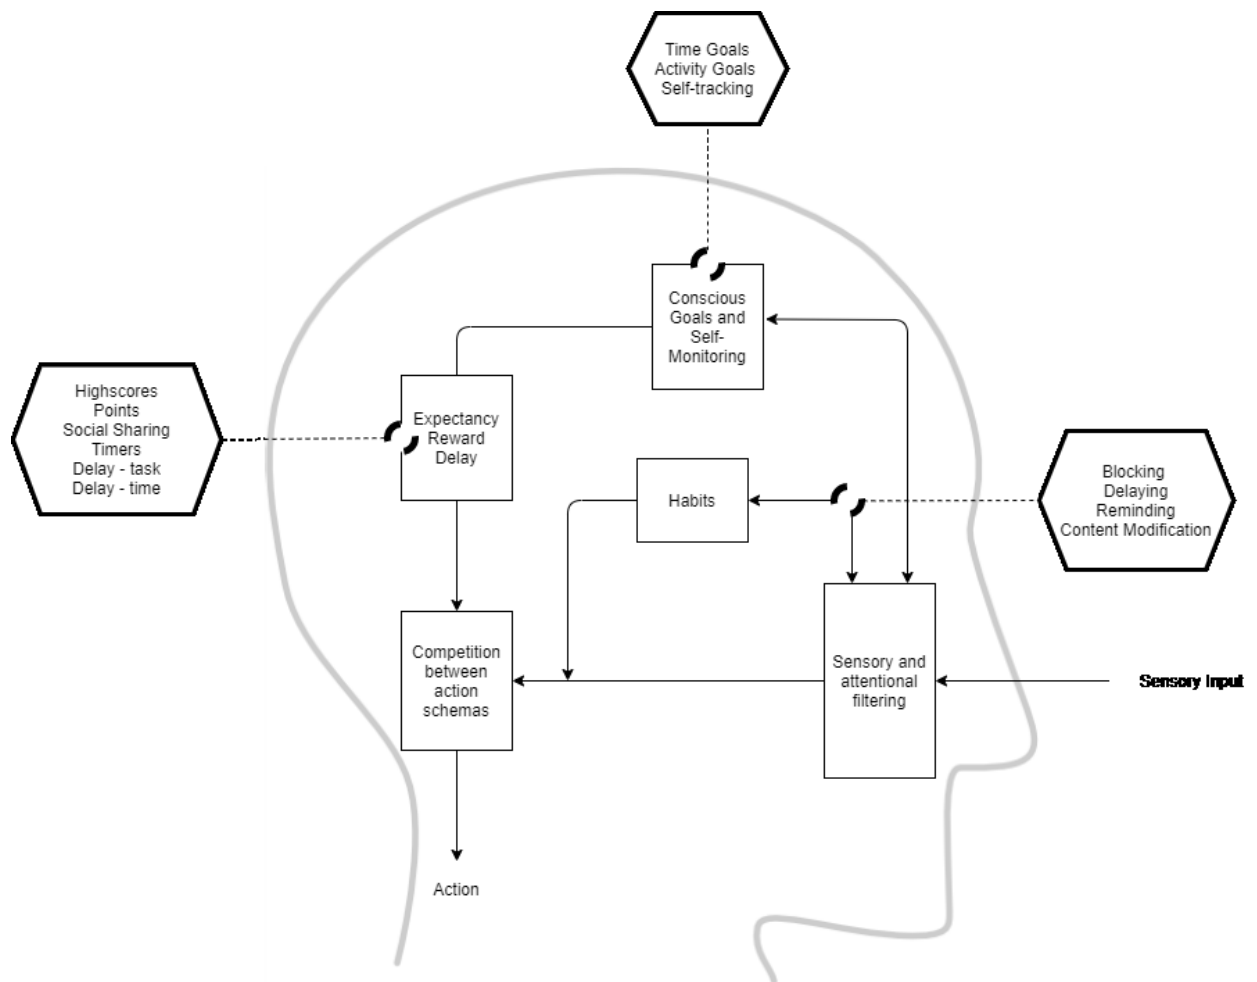 Time Goals
Activity Goals
Self-tracking
Conscious
Goals and
Self-
Monitoring
Highscores
Points
Social Sharing
Timers
Delay - task
Delay - time
Expectancy
Reward
Delay
Habits
Blocking
Delaying
Reminding
Content Modification
Competition
between
action
schemas
Sensory and
attentional
filtering
Sensory Input
Action